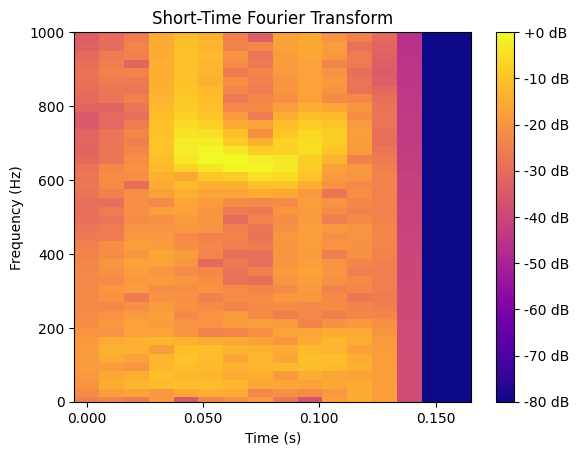 Short-Time Fourier Transform
1000
800
600
400
200
0
Frequency (Hz)
0.000
0.050
0.100
0.150
Time (s)
+0 dB
-10 dB
-20 dB
-30 dB
-40 dB
-50 dB
-60 dB
-70 dB
-80 dB